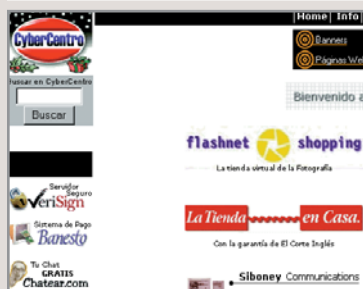 Home | Info
CyberCentro
Banners
Páginas Web
Buscar en CyberCentro
Bienvenido a
Buscar
flashnet shopping
La tienda virtual de la Fotografía
Servidor
Seguro
VeriSign
La Tienda en Casa.
Sistema de Pago
Banesto
Con la garantía de El Corte Inglés
Tu Chat
GRATIS
Chatear.com
Siboney Communications